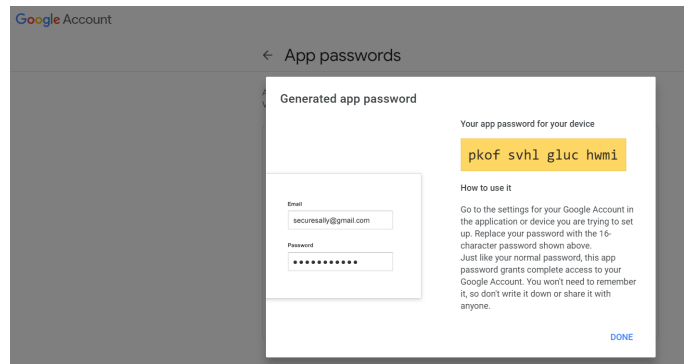 Google Account
← App passwords
Generated app password
Your app password for your device
pkof svhl gluc hwmi
How to use it
Go to the settings for your Google Account in
the application or device you are trying to set
up. Replace your password with the 16-
character password shown above.
Just like your normal password, this app
password grants complete access to your
Google Account. You won't need to remember
it, so don't write it down or share it with
anyone.
Email
securesally@gmail.com
Password
•••••••••••
DONE